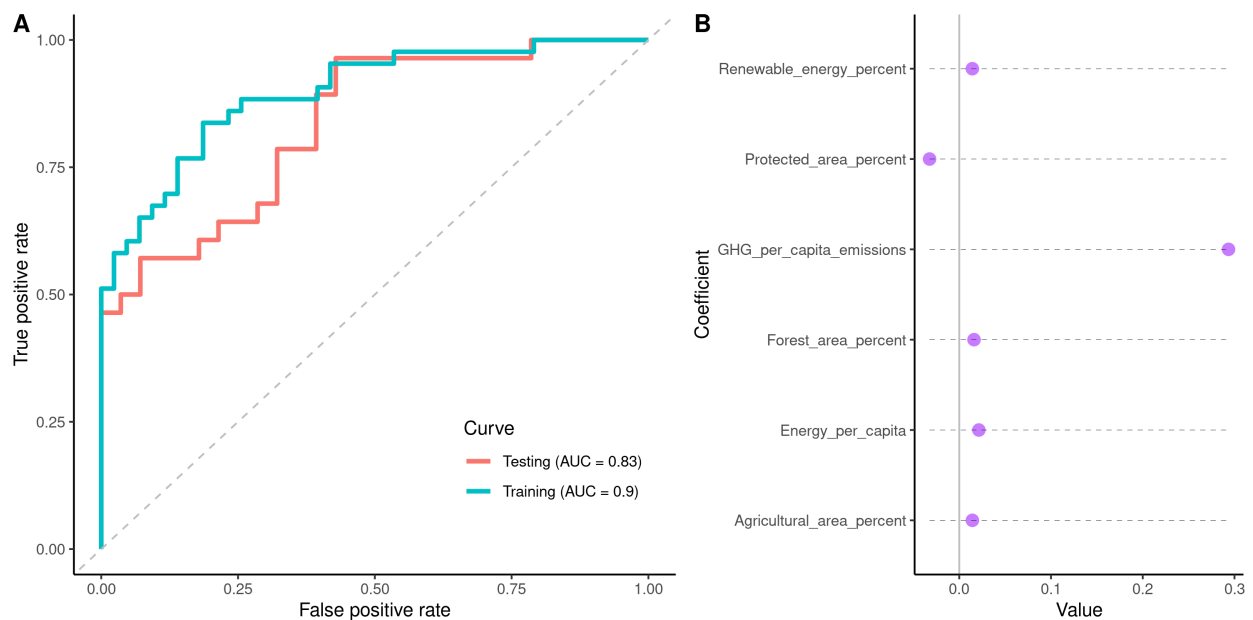 A
True positive rate
1.00
0.75
0.50
0.25
0.00
Curve
Testing (AUC = 0.83)
Training (AUC = 0.9)
0.00 0.25 0.50 0.75 1.00
False positive rate
B
Coefficient
Renewable_energy_percent
Protected_area_percent
GHG_per_capita_emissions
Forest_area_percent
Energy_per_capita
Agricultural_area_percent
0.0 0.1 0.2 0.3
Value